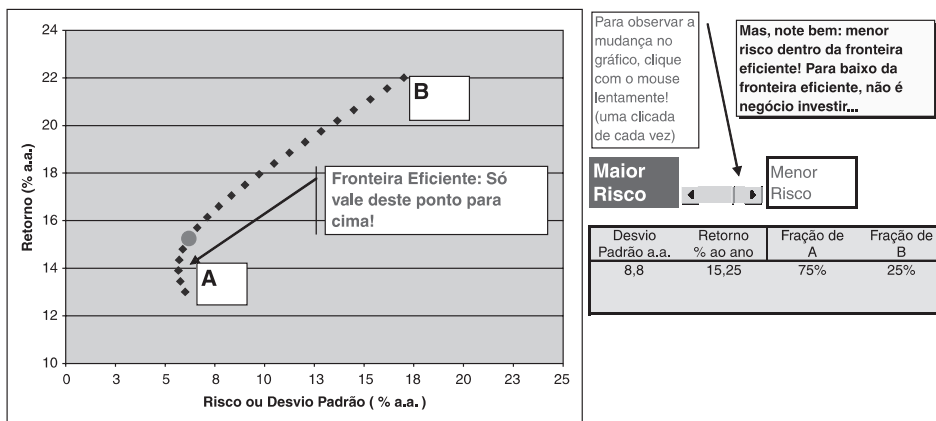 24
22
20
18
16
14
12
10
Retorno (% a.a.)
0
3
5
8
10
13
15
18
20
23
25
Risco ou Desvio Padrão ( % a.a.)
B
A
Fronteira Eficiente: Só
vale deste ponto para
cima!
Para observar a
mudança no
gráfico, clique
com o mouse
lentamente!
(uma clicada
de cada vez)
Mas, note bem: menor
risco dentro da fronteira
eficiente! Para baixo da
fronteira eficiente, não é
negócio investir...
Maior
Risco
Menor
Risco
Desvio Retorno Fração de Fração de
Padrão a.a. % ao ano A B
8,8 15,25 75% 25%